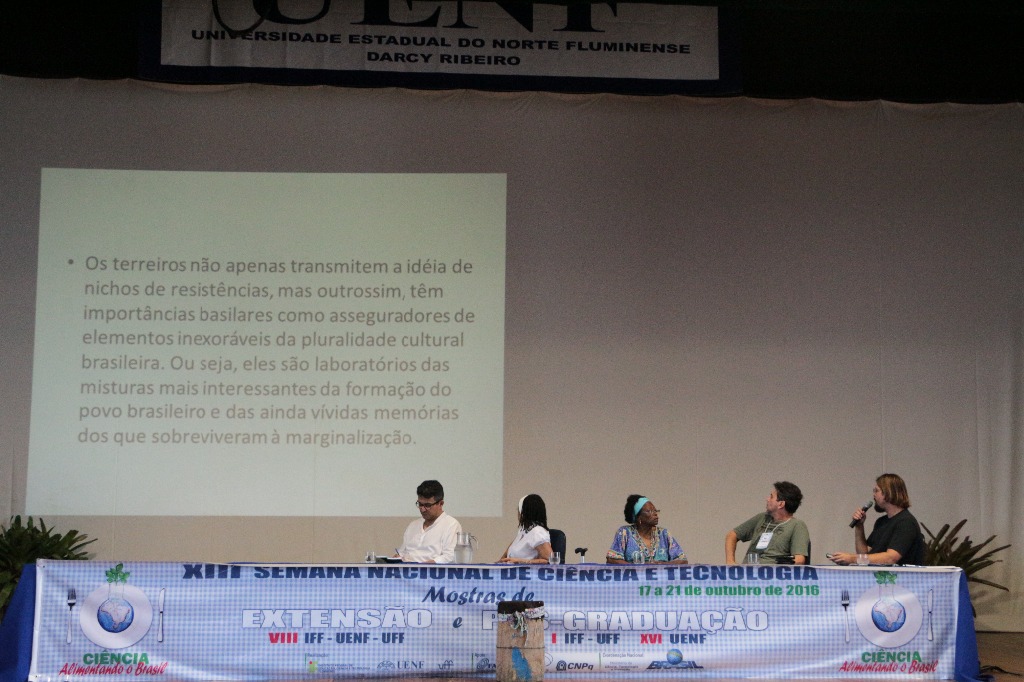 UENF
UNIVERSIDADE ESTADUAL DO NORTE FLUMINENSE
DARCY RIBEIRO
• Os terreiros não apenas transmitem a idéia de
nichos de resistências, mas outrossim, têm
importâncias basilares como asseguradores de
elementos inexoráveis da pluralidade cultural
brasileira. Ou seja, eles são laboratórios das
misturas mais interessantes da formação do
povo brasileiro e das ainda vívidas memórias
dos que sobreviveram à marginalização.
XIII SEMANA NACIONAL DE CIÊNCIA E TECNOLOGIA
17 a 21 de outubro de 2016
Mostras de
EXTENSÃO e GRADUAÇÃO
VIII IFF - UENF - UFF I IFF - UFF XVI UENF
CIÊNCIA
Alimentando o Brasil
UENF uff CNPq BRASIL
CIÊNCIA
Alimentando o Brasil